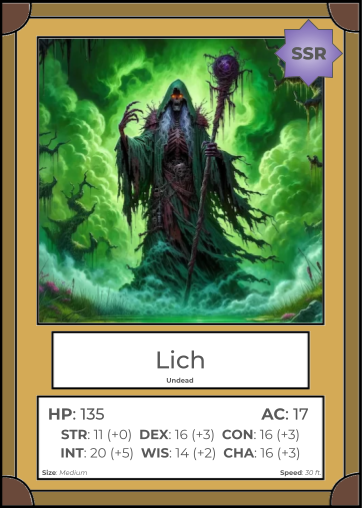 SSR
Lich
Undead
HP: 135 AC: 17
STR: 11 (+0) DEX: 16 (+3) CON: 16 (+3)
INT: 20 (+5) WIS: 14 (+2) CHA: 16 (+3)
Size: Medium Speed: 30 ft.